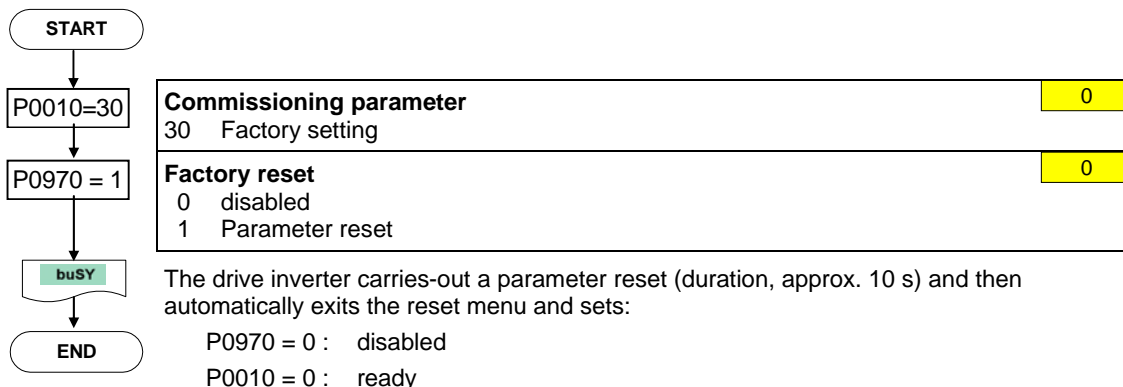 START
P0010=30
Commissioning parameter 0
30 Factory setting
P0970 = 1
Factory reset 0
0 disabled
1 Parameter reset
buSY
The drive inverter carries-out a parameter reset (duration, approx. 10 s) and then
automatically exits the reset menu and sets:
END
P0970 = 0 : disabled
P0010 = 0 : ready